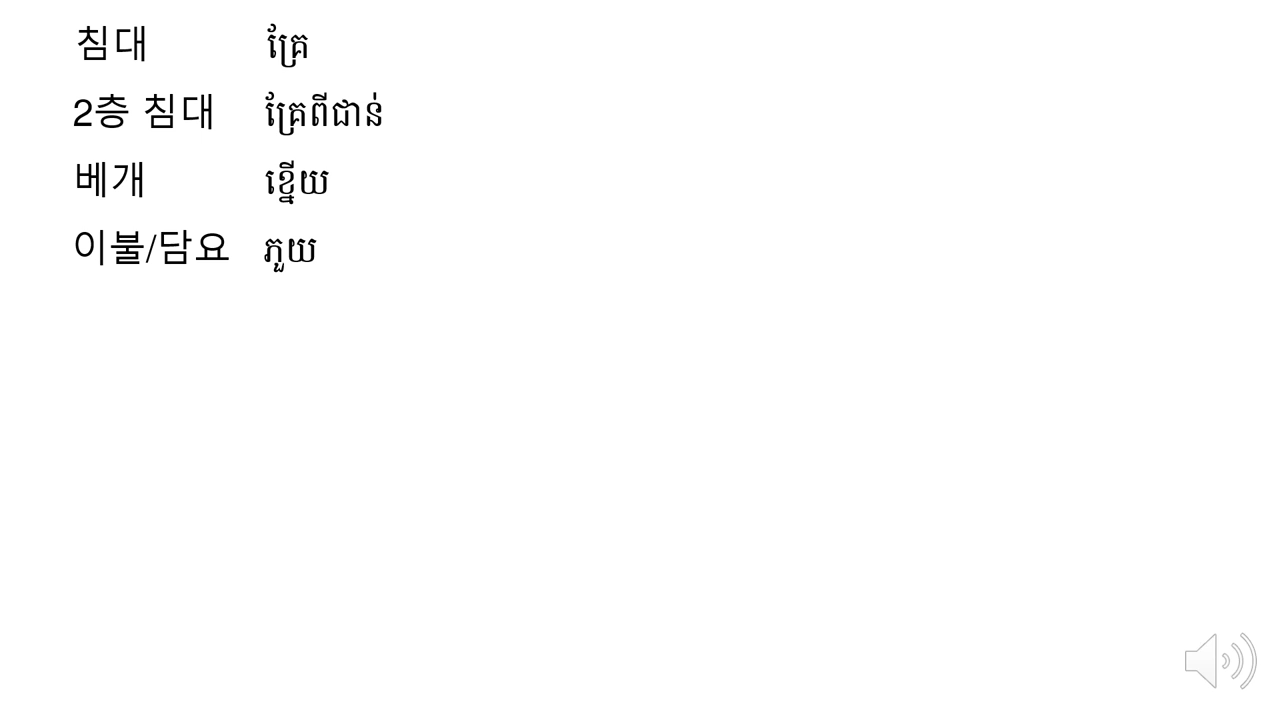 침대 គ្រែ
2층 침대 គ្រែពីជាន់
베개 ខ្នើយ
이불/담요 ភួយ